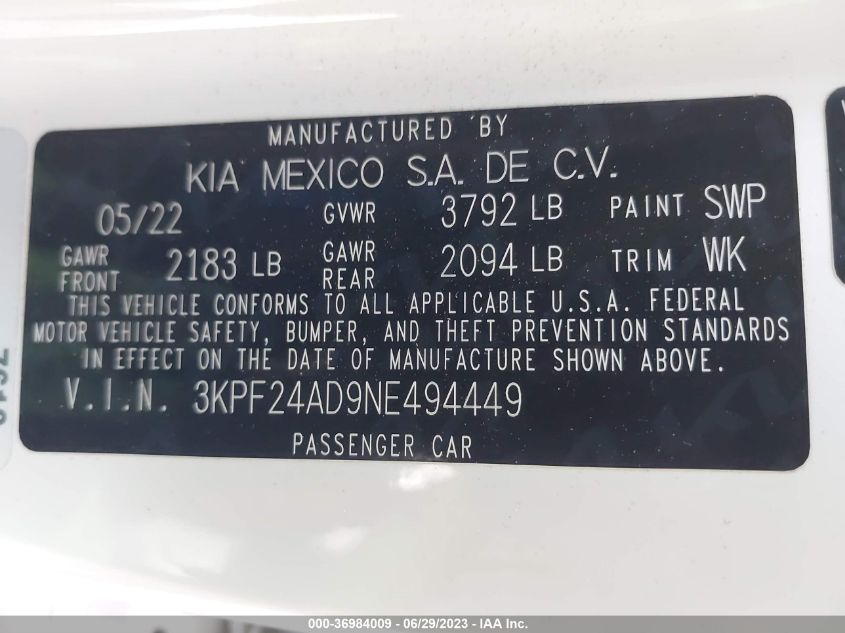 MANUFACTURED BY
KIA MEXICO S.A. DE C.V.
05/22 GVWR 3792 LB PAINT SWP
GAWR FRONT 2183 LB GAWR REAR 2094 LB TRIM WK
THIS VEHICLE CONFORMS TO ALL APPLICABLE U.S.A. FEDERAL
MOTOR VEHICLE SAFETY, BUMPER, AND THEFT PREVENTION STANDARDS
IN EFFECT ON THE DATE OF MANUFACTURE SHOWN ABOVE.
V.I.N. 3KPF24AD9NE494449
PASSENGER CAR
000-36984009 - 06/29/2023 - IAA Inc.